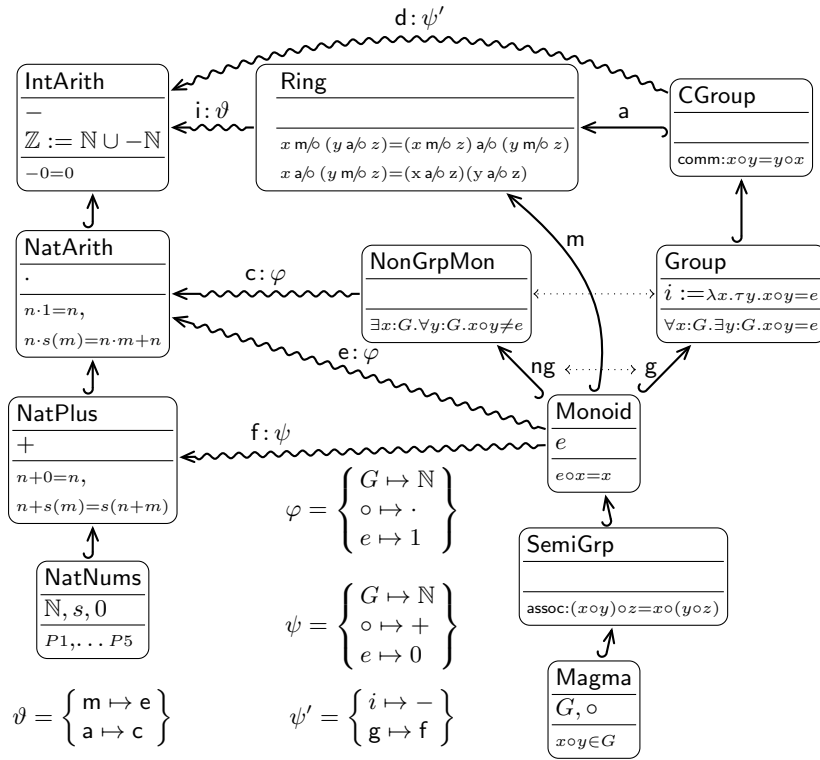 d: ψ′
IntArith
−
ℤ := ℕ ∪ −ℕ
−0=0
i: ϑ
Ring
x m/∘ (y a/∘ z)=(x m/∘ z) a/∘ (y m/∘ z)
x a/∘ (y m/∘ z)=(x a/∘ z)(y a/∘ z)
a
CGroup
comm:x∘y=y∘x
m
NatArith
·
n·1=n,
n·s(m)=n·m+n
c: φ
NonGrpMon
∃x:G.∀y:G.x∘y≠e
Group
i :=λx.τy.x∘y=e
∀x:G.∃y:G.x∘y=e
e: φ
ng
g
NatPlus
+
n+0=n,
n+s(m)=s(n+m)
f: ψ
Monoid
e
e∘x=x
φ = { G ↦ ℕ
∘ ↦ ·
e ↦ 1 }
SemiGrp
assoc:(x∘y)∘z=x∘(y∘z)
NatNums
ℕ, s, 0
P1,...P5
ψ = { G ↦ ℕ
∘ ↦ +
e ↦ 0 }
Magma
G, ∘
x∘y∈G
ϑ = { m ↦ e
a ↦ c }
ψ′ = { i ↦ −
g ↦ f }